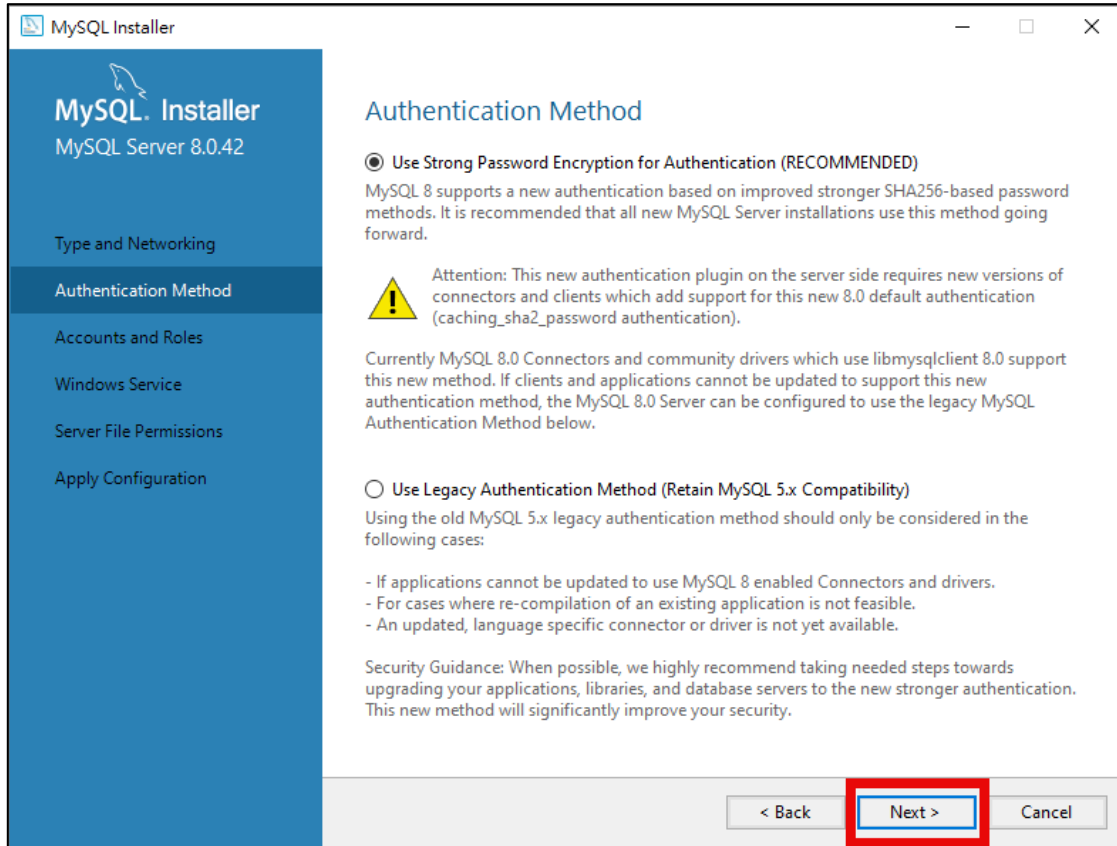 MySQL Installer
MySQL. Installer
MySQL Server 8.0.42
Type and Networking
Authentication Method
Accounts and Roles
Windows Service
Server File Permissions
Apply Configuration
Authentication Method
Use Strong Password Encryption for Authentication (RECOMMENDED)
MySQL 8 supports a new authentication based on improved stronger SHA256-based password
methods. It is recommended that all new MySQL Server installations use this method going
forward.
Attention: This new authentication plugin on the server side requires new versions of
connectors and clients which add support for this new 8.0 default authentication
(caching_sha2_password authentication).
Currently MySQL 8.0 Connectors and community drivers which use libmysqlclient 8.0 support
this new method. If clients and applications cannot be updated to support this new
authentication method, the MySQL 8.0 Server can be configured to use the legacy MySQL
Authentication Method below.
Use Legacy Authentication Method (Retain MySQL 5.x Compatibility)
Using the old MySQL 5.x legacy authentication method should only be considered in the
following cases:
- If applications cannot be updated to use MySQL 8 enabled Connectors and drivers.
- For cases where re-compilation of an existing application is not feasible.
- An updated, language specific connector or driver is not yet available.
Security Guidance: When possible, we highly recommend taking needed steps towards
upgrading your applications, libraries, and database servers to the new stronger authentication.
This new method will significantly improve your security.
< Back
Next >
Cancel